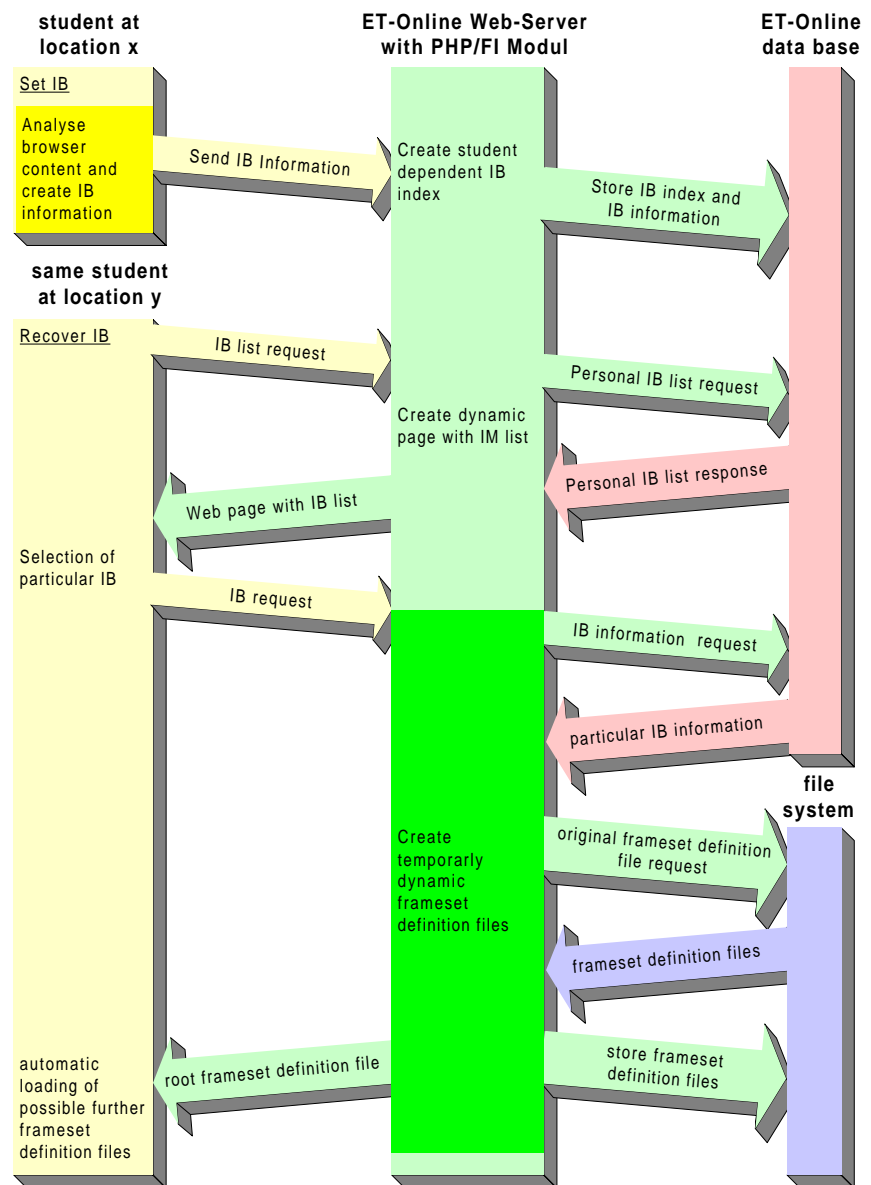 student at
location x
ET-Online Web-Server
with PHP/FI Modul
ET-Online
data base
Set IB
Analyse
browser
content and
create IB
information
Send IB Information
Create student
dependent IB
index
Store IB index and
IB information
same student
at location y
Recover IB
IB list request
Personal IB list request
Create dynamic
page with IM list
Personal IB list response
Web page with IB list
Selection of
particular IB
IB request
IB information request
particular IB information
file
system
original frameset definition
file request
Create
temporarly
dynamic
frameset
definition files
frameset definition files
store frameset
definition files
root frameset definition file
automatic
loading of
possible further
frameset
definition files